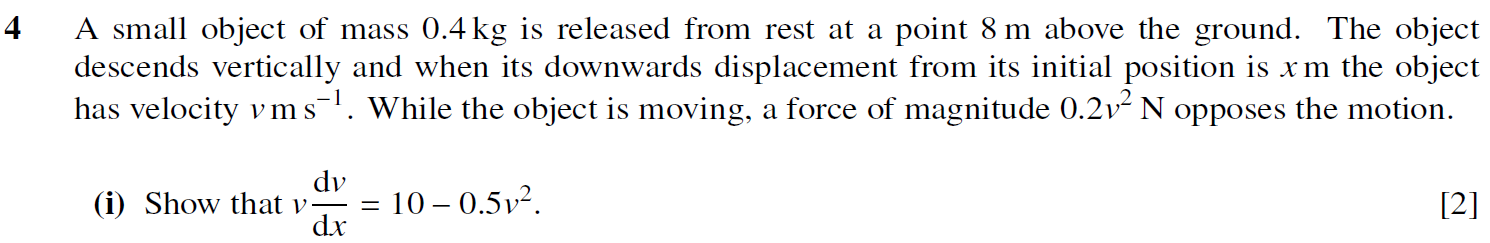 4 A small object of mass 0.4 kg is released from rest at a point 8 m above the ground. The object
descends vertically and when its downwards displacement from its initial position is x m the object
has velocity v m s⁻¹. While the object is moving, a force of magnitude 0.2v² N opposes the motion.
(i) Show that v dv/dx = 10 – 0.5v². [2]